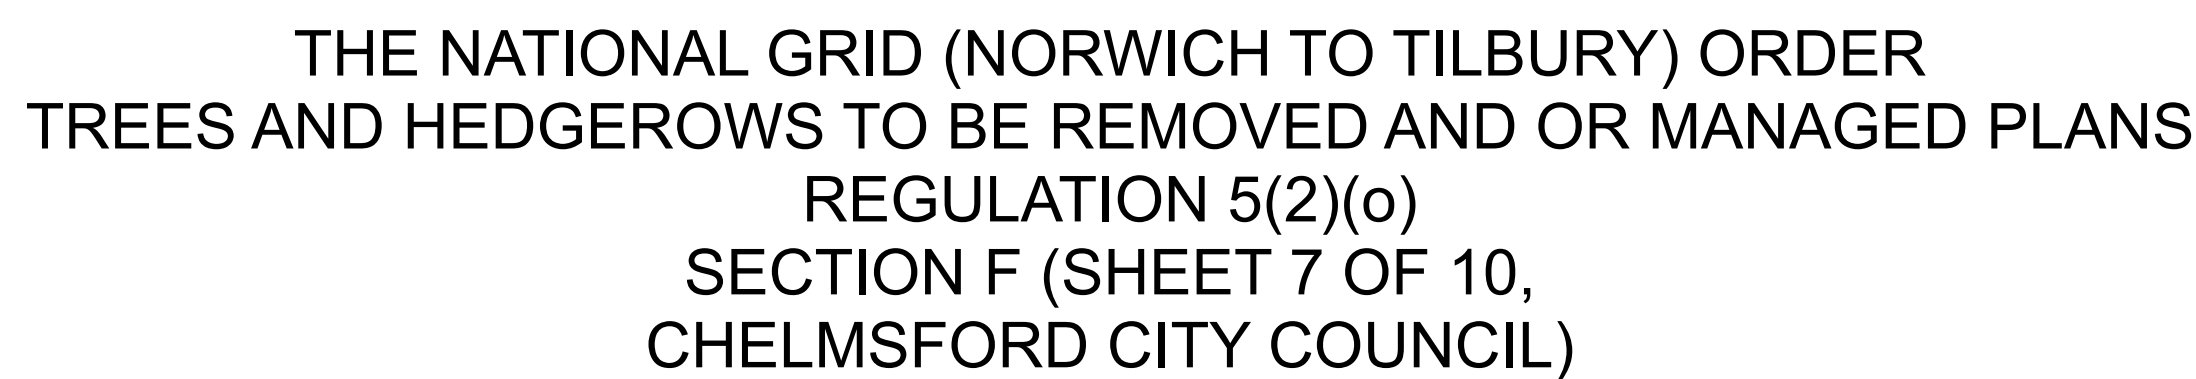 THE NATIONAL GRID (NORWICH TO TILBURY) ORDER
TREES AND HEDGEROWS TO BE REMOVED AND OR MANAGED PLANS
REGULATION 5(2)(o)
SECTION F (SHEET 7 OF 10,
CHELMSFORD CITY COUNCIL)